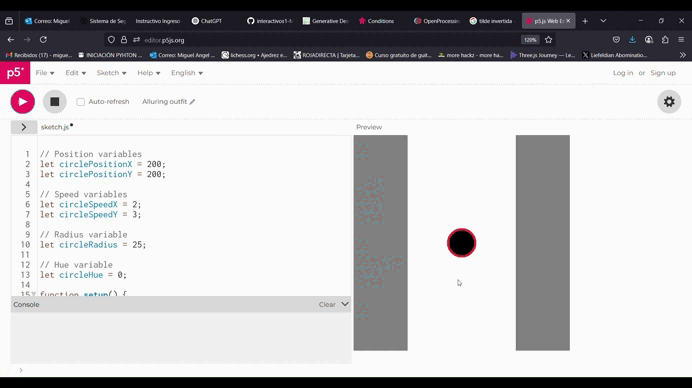 Correo: Miguel
Sistema de Seg
Instructivo Ingreso
ChatGPT
interactivos1-
Generative Des
Conditions
OpenProcessin
tilde invertida
p5.js Web E
editor.p5js.org
120%
Recibidos (17) - migue...
INICIACIÓN PYHTON ...
Correo: Miguel Angel ...
lichess.org • Ajedrez e...
ROJADIRECTA | Tarjeta...
Curso gratuito de guit...
more hackz - more ha...
Three.js Journey — Le...
Liefeldian Abominatio...
p5* File Edit Sketch Help English Log in or Sign up
Auto-refresh Alluring outfit
sketch.js Preview
1
2 // Position variables
3 let circlePositionX = 200;
4 let circlePositionY = 200;
5
6 // Speed variables
7 let circleSpeedX = 2;
8 let circleSpeedY = 3;
9
10 // Radius variable
11 let circleRadius = 25;
12
13 // Hue variable
let circleHue = 0;
15 function setup() {
Console Clear